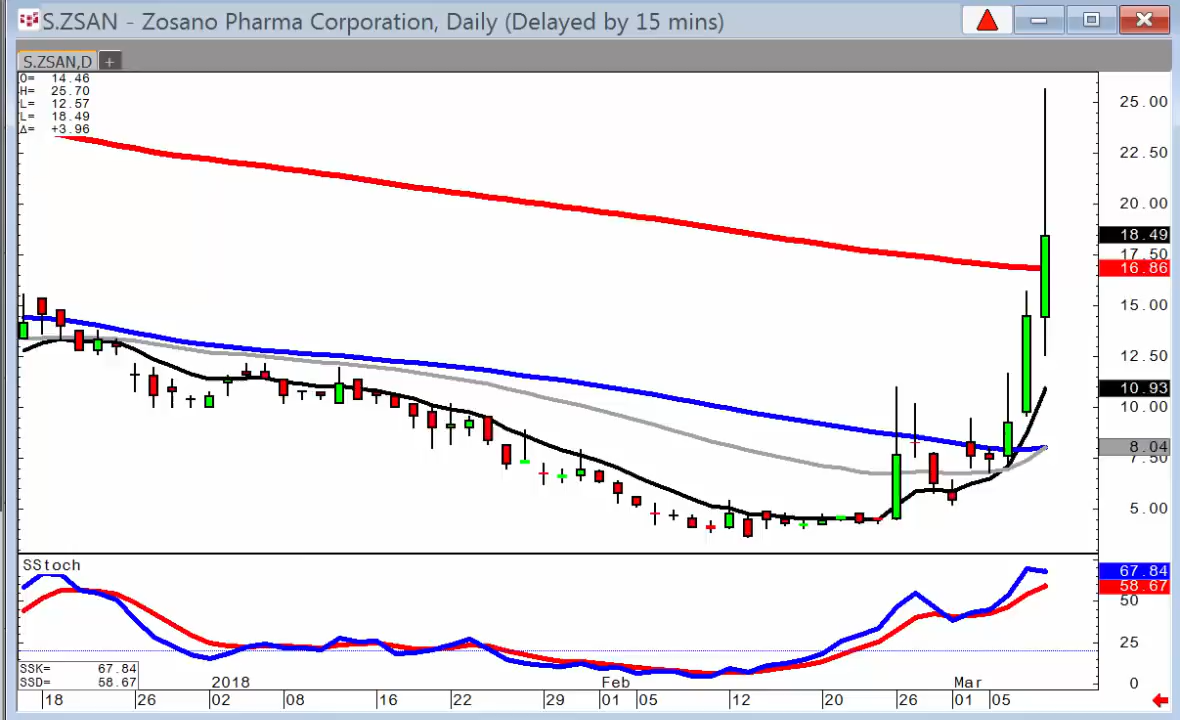 S.ZSAN - Zosano Pharma Corporation, Daily (Delayed by 15 mins)
S.ZSAN,D +
O= 14.46
H= 25.70
L= 12.57
L= 18.49
Δ= +3.96
25.00
22.50
20.00
18.49
17.50
16.86
15.00
12.50
10.93
10.00
8.04
7.50
5.00
SStoch
67.84
58.67
50
25
0
SSK= 67.84
SSD= 58.67
2018 Feb Mar
18 26 02 08 16 22 29 01 05 12 20 26 01 05